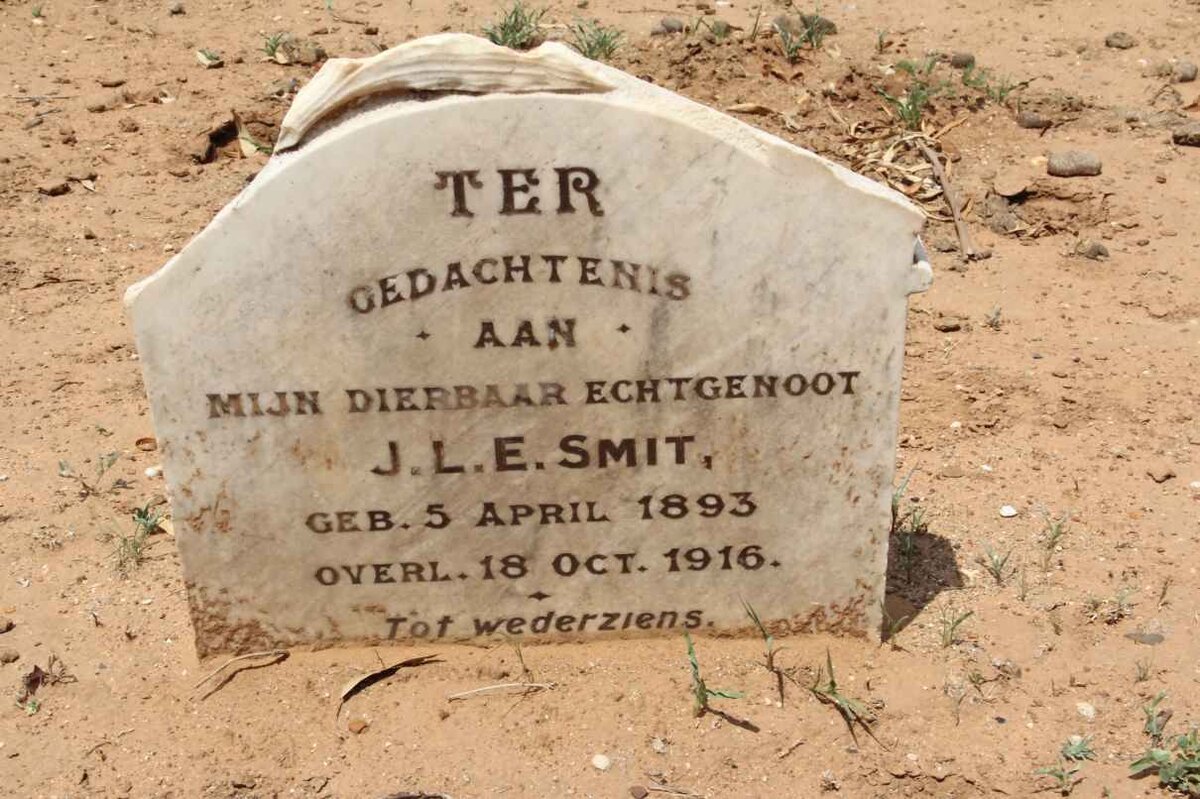 TER
GEDACHTENIS
AAN
MIJN DIERBAAR ECHTGENOOT
J.L.E. SMIT,
GEB. 5 APRIL 1893
OVERL. 18 OCT. 1916.
Tot wederziens.